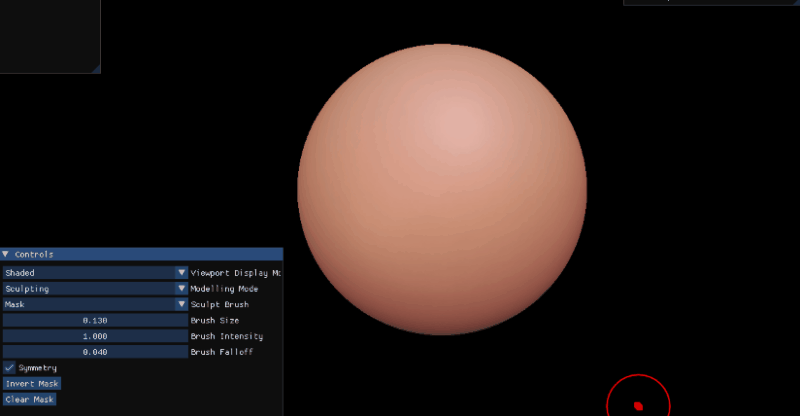 Controls
Shaded Viewport Display Mo
Sculpting Modelling Mode
Mask Sculpt Brush
0.130 Brush Size
1.000 Brush Intensity
0.040 Brush Falloff
Symmetry
Invert Mask
Clear Mask